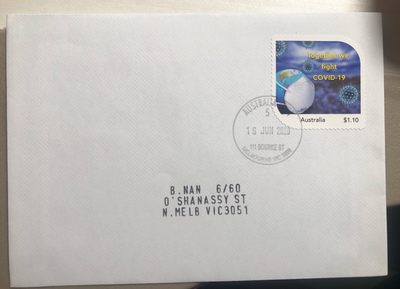 Together we
fight
COVID-19
Australia $1.10
AUSTRALIA
5
16 JUN 2020
111 BOURKE ST
MELBOURNE VIC 3000
B.NAN 6/60
O'SHANASSY ST
N.MELB VIC3051